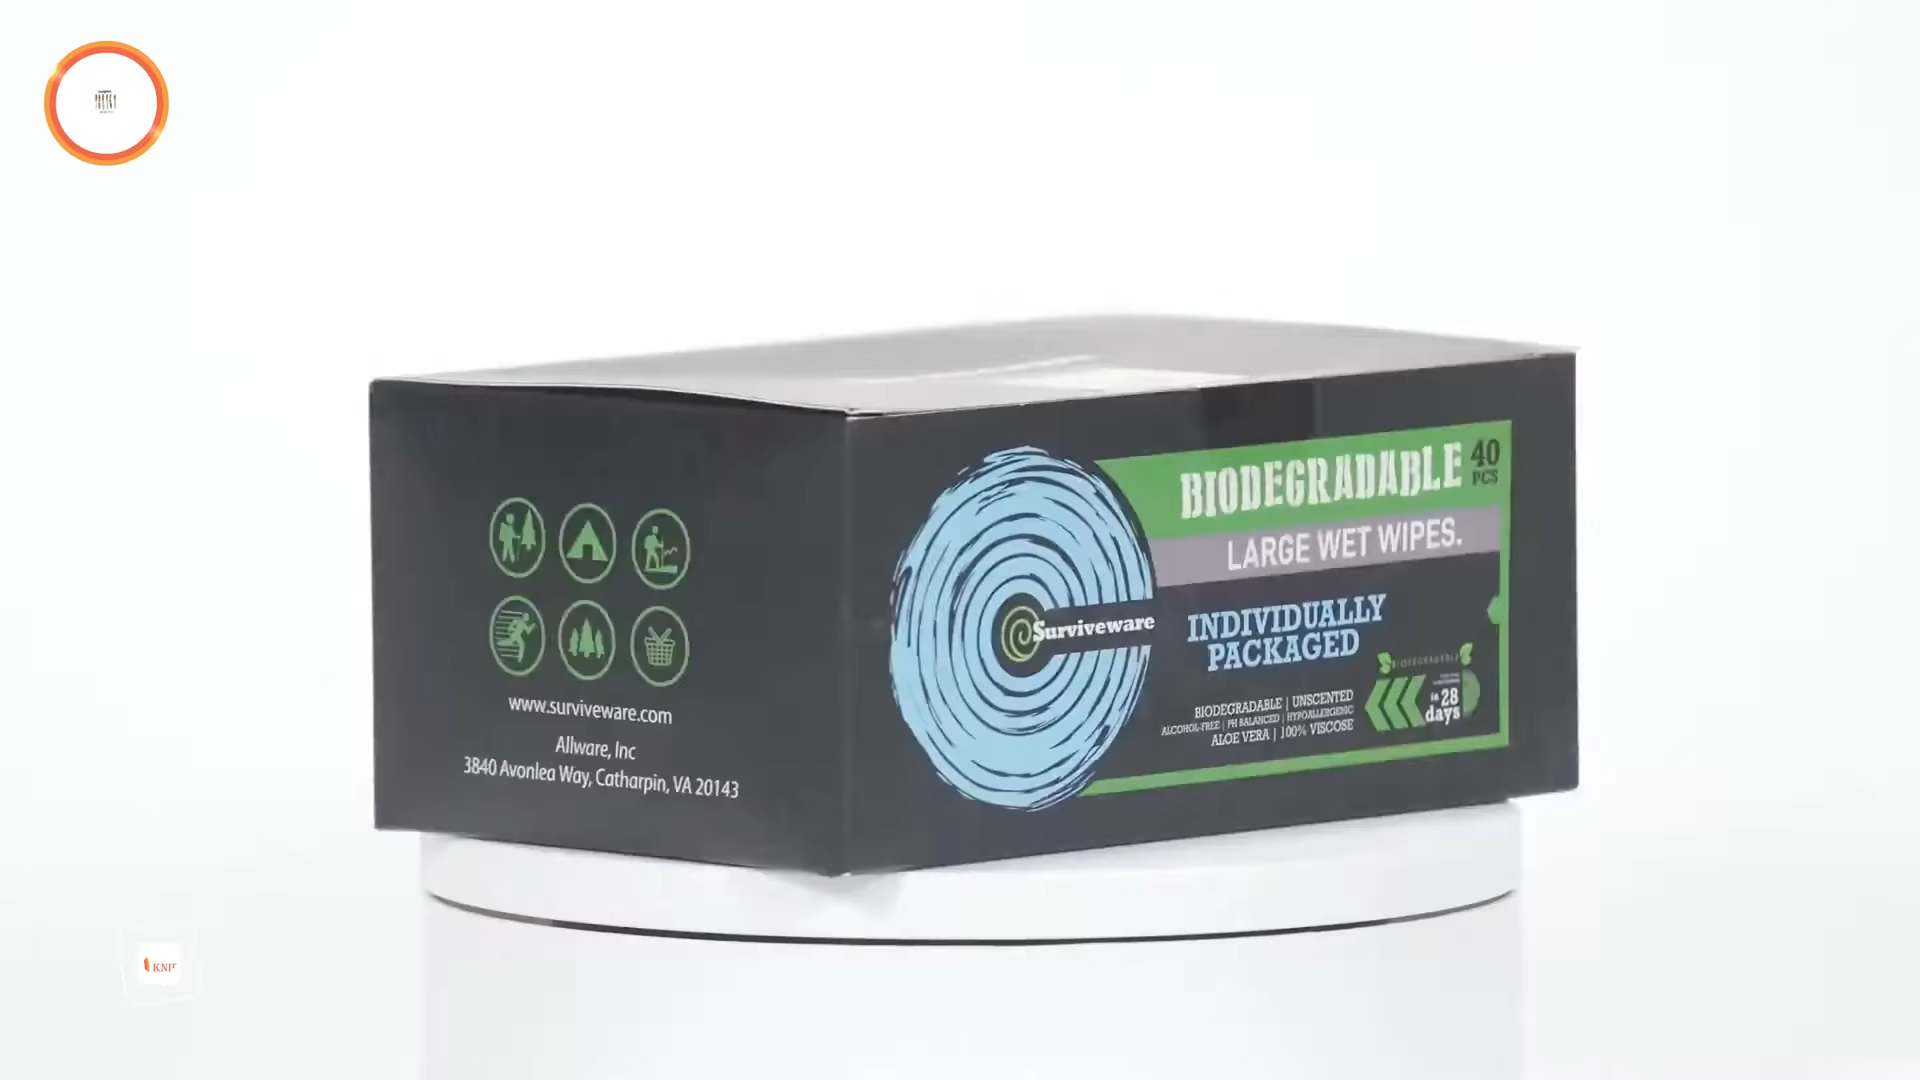 www.surviveware.com
Allware, Inc
3840 Avonlea Way, Catharpin, VA 20143
BIODEGRADABLE
40
PCS
LARGE WET WIPES.
Surviveware
INDIVIDUALLY
PACKAGED
BIODEGRADABLE | UNSCENTED
ALCOHOL-FREE | PH BALANCED | HYPOALLERGENIC
ALOE VERA | 100% VISCOSE
BIODEGRADABLE
in 28
days